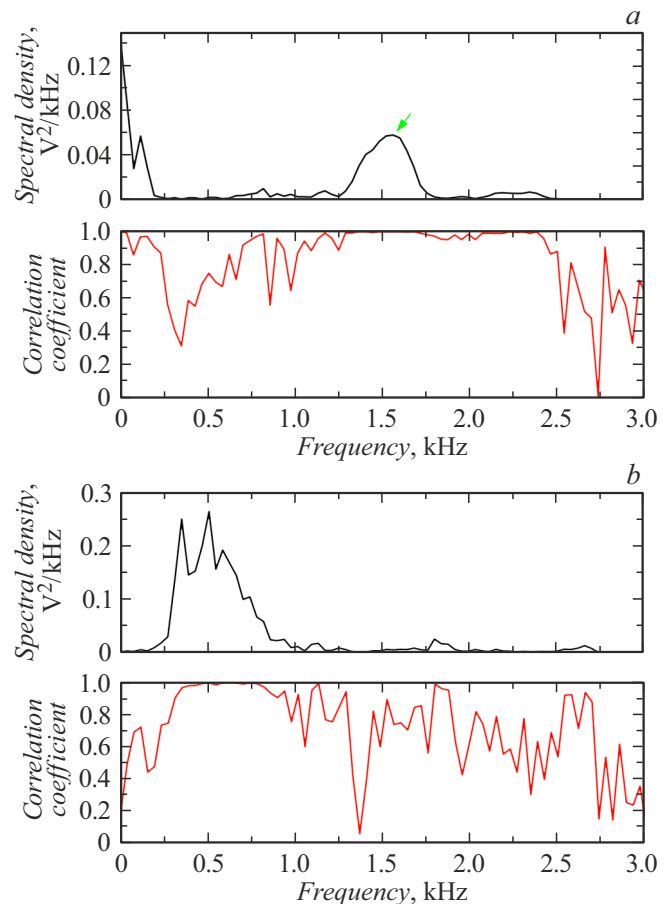 a
Spectral density,
V²/kHz
0.12
0.08
0.04
0
Correlation
coefficient
1.0
0.8
0.6
0.4
0.2
0
0 0.5 1.0 1.5 2.0 2.5 3.0
Frequency, kHz
b
Spectral density,
V²/kHz
0.3
0.2
0.1
0
Correlation
coefficient
1.0
0.8
0.6
0.4
0.2
0
0 0.5 1.0 1.5 2.0 2.5 3.0
Frequency, kHz